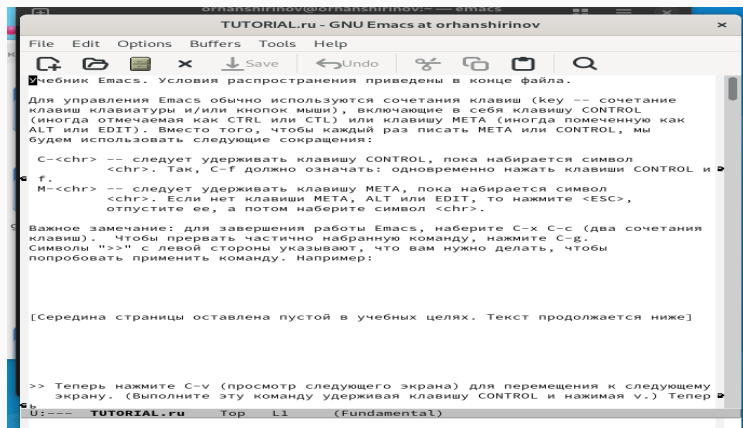 orhanshirinov@orhanshirinov:~ — emacs
TUTORIAL.ru - GNU Emacs at orhanshirinov
File Edit Options Buffers Tools Help
Save Undo
Учебник Emacs. Условия распространения приведены в конце файла.
Для управления Emacs обычно используются сочетания клавиш (key -- сочетание
клавиш клавиатуры и/или кнопок мыши), включающие в себя клавишу CONTROL
(иногда отмечаемая как CTRL или CTL) или клавишу META (иногда помеченную как
ALT или EDIT). Вместо того, чтобы каждый раз писать META или CONTROL, мы
будем использовать следующие сокращения:
C-<chr> -- следует удерживать клавишу CONTROL, пока набирается символ
<chr>. Так, C-f должно означать: одновременно нажать клавиши CONTROL и
f.
M-<chr> -- следует удерживать клавишу META, пока набирается символ
<chr>. Если нет клавиши META, ALT или EDIT, то нажмите <ESC>,
отпустите ее, а потом наберите символ <chr>.
Важное замечание: для завершения работы Emacs, наберите C-x C-c (два сочетания
клавиш). Чтобы прервать частично набранную команду, нажмите C-g.
Символы ">>" с левой стороны указывают, что вам нужно делать, чтобы
попробовать применить команду. Например:
[Середина страницы оставлена пустой в учебных целях. Текст продолжается ниже]
>> Теперь нажмите C-v (просмотр следующего экрана) для перемещения к следующему
экрану. (Выполните эту команду удерживая клавишу CONTROL и нажимая v.) Тепер
ь
U:--- TUTORIAL.ru Top L1 (Fundamental)